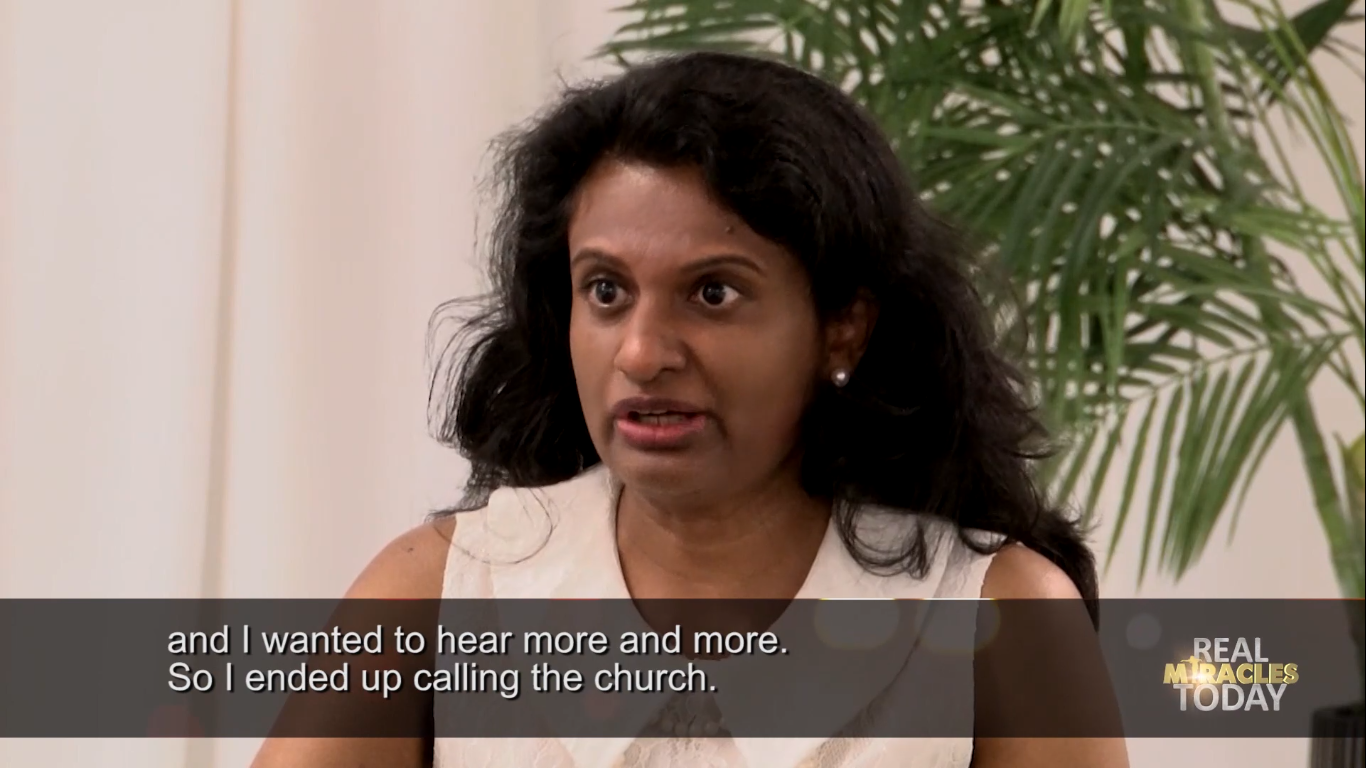 and I wanted to hear more and more.
So I ended up calling the church.
REAL
MIRACLES
TODAY